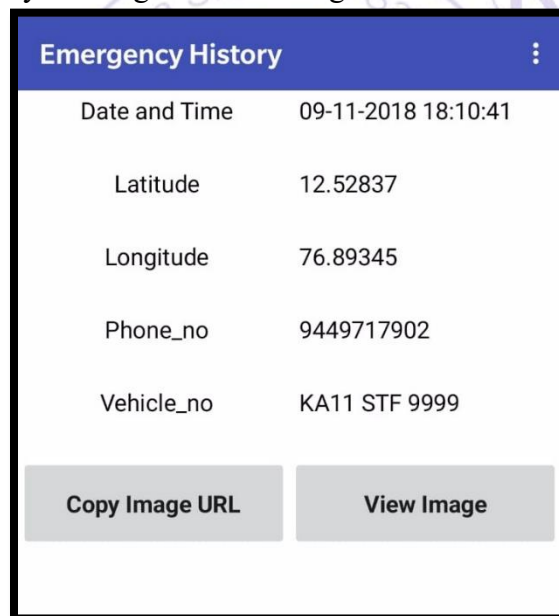 Emergency History
Date and Time 09-11-2018 18:10:41
Latitude 12.52837
Longitude 76.89345
Phone_no 9449717902
Vehicle_no KA11 STF 9999
Copy Image URL View Image